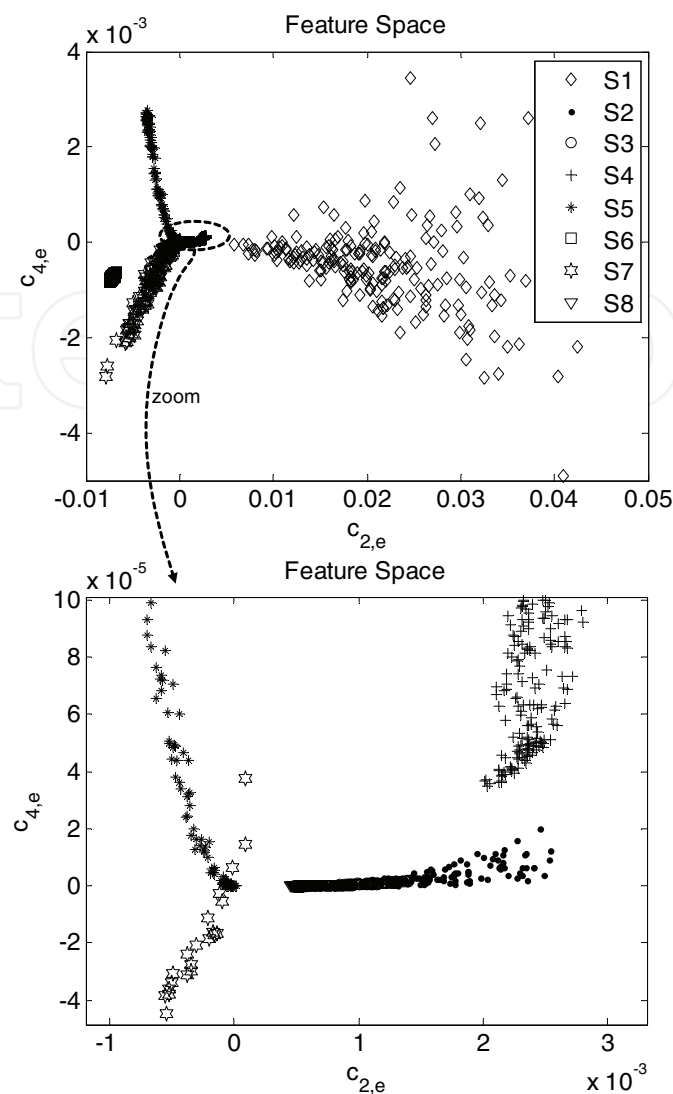 Feature Space
x 10^-3
4
2
0
-2
-4
c4,e
-0.01 0 0.01 0.02 0.03 0.04 0.05
c2,e
S1
S2
S3
S4
S5
S6
S7
S8
zoom
Feature Space
x 10^-5
10
8
6
4
2
0
-2
-4
c4,e
-1 0 1 2 3
x 10^-3
c2,e